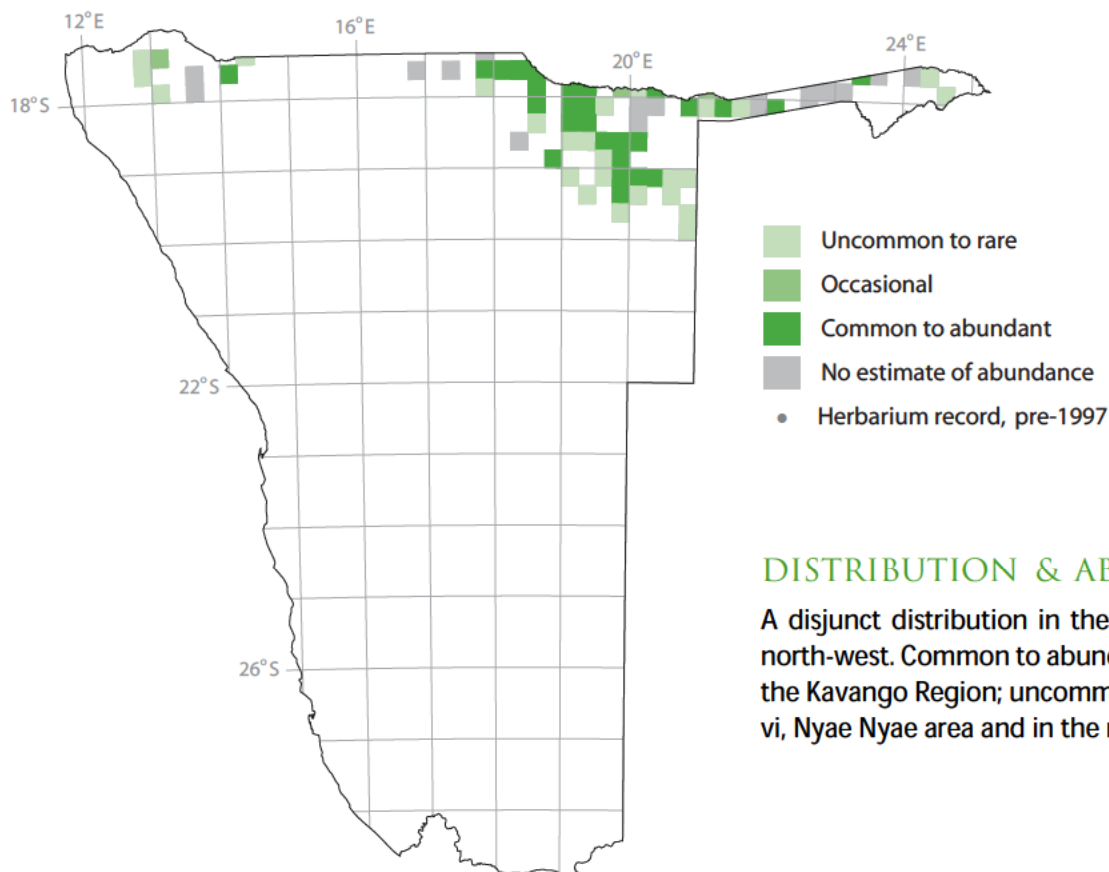 12°E
16°E
20°E
24°E
18°S
22°S
26°S
Uncommon to rare
Occasional
Common to abundant
No estimate of abundance
Herbarium record, pre-1997
DISTRIBUTION & AB
A disjunct distribution in the
north-west. Common to abund
the Kavango Region; uncomm
vi, Nyae Nyae area and in the r